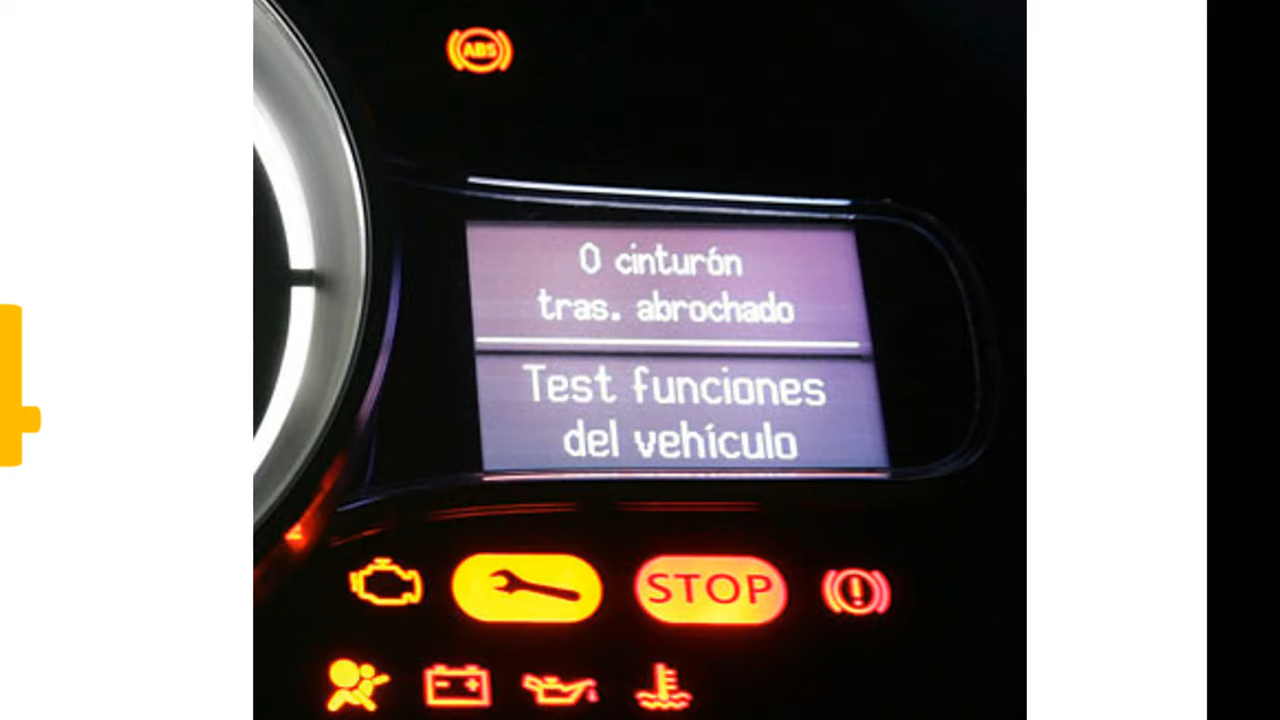 ABS
0 cinturón
tras. abrochado
Test funciones
del vehículo
STOP